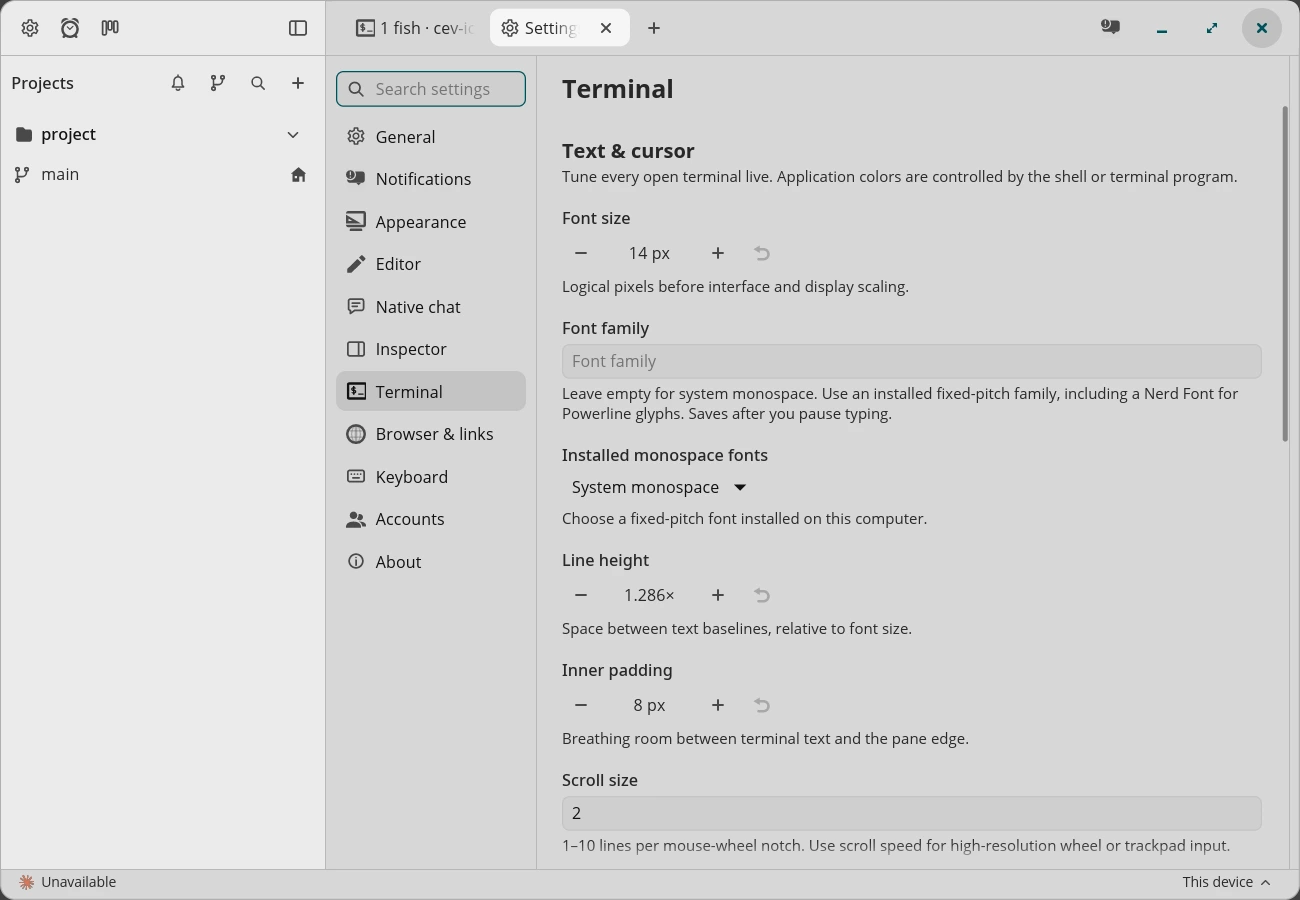 1 fish · cev-ic
Setting
Projects
project
main
Search settings
General
Notifications
Appearance
Editor
Native chat
Inspector
Terminal
Browser & links
Keyboard
Accounts
About
Terminal
Text & cursor
Tune every open terminal live. Application colors are controlled by the shell or terminal program.
Font size
14 px
Logical pixels before interface and display scaling.
Font family
Font family
Leave empty for system monospace. Use an installed fixed-pitch family, including a Nerd Font for
Powerline glyphs. Saves after you pause typing.
Installed monospace fonts
System monospace
Choose a fixed-pitch font installed on this computer.
Line height
1.286×
Space between text baselines, relative to font size.
Inner padding
8 px
Breathing room between terminal text and the pane edge.
Scroll size
2
1–10 lines per mouse-wheel notch. Use scroll speed for high-resolution wheel or trackpad input.
Unavailable
This device